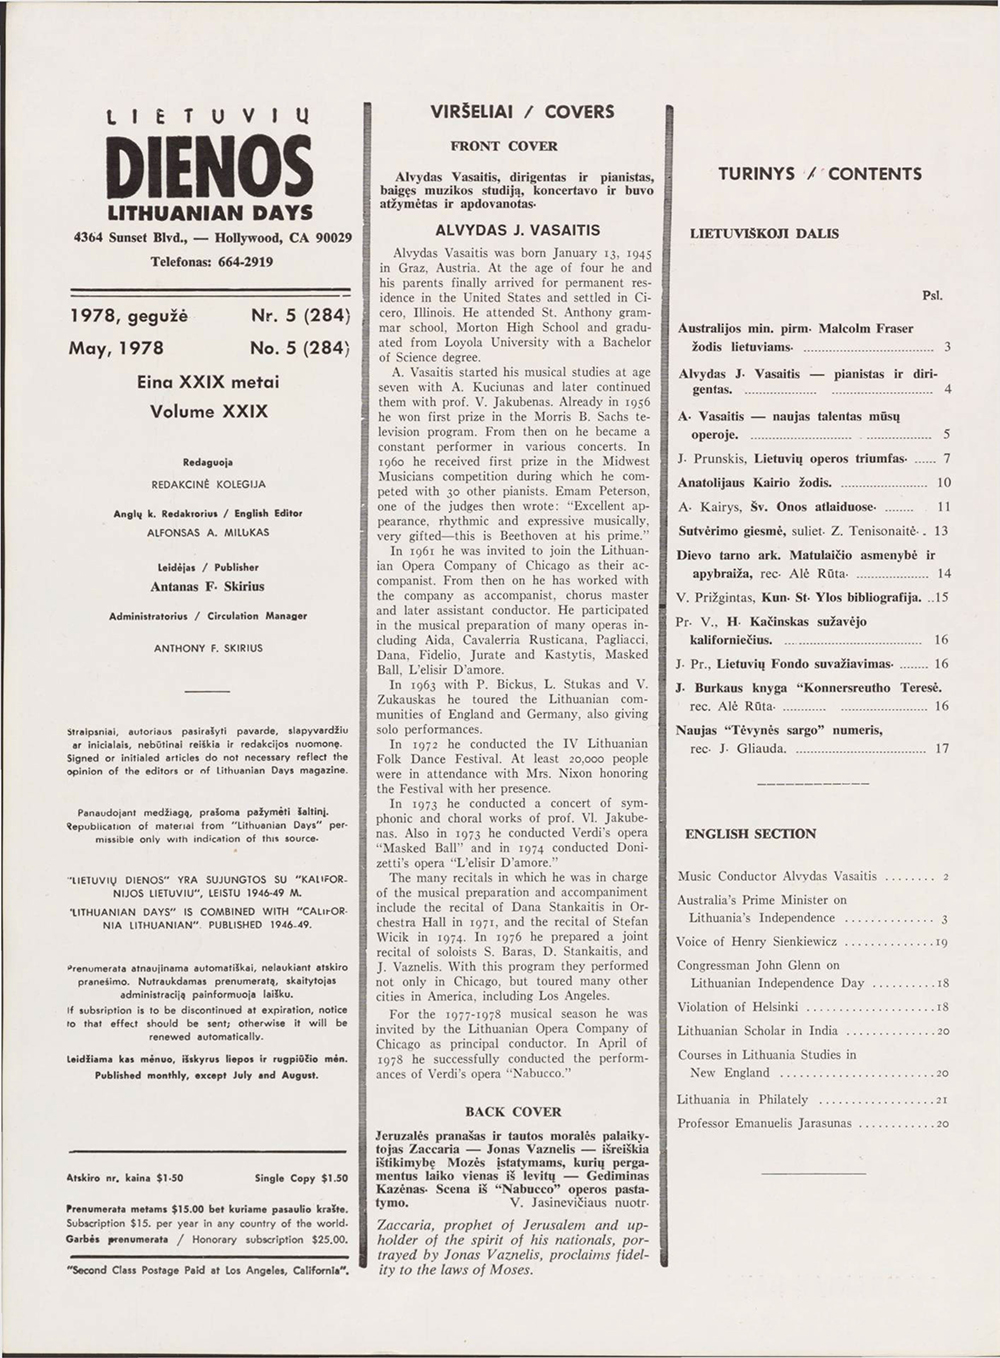 LIETUVIŲ
DIENOS
LITHUANIAN DAYS
4364 Sunset Blvd., — Hollywood, CA 90029
Telefonas: 664-2919
1978, gegužė Nr. 5 (284)
May, 1978 No. 5 (284)
Eina XXIX metai
Volume XXIX
Redaguoja
REDAKCINĖ KOLEGIJA
Anglų k. Redaktorius / English Editor
ALFONSAS A. MILUKAS
Leidėjas / Publisher
Antanas F. Skirius
Administratorius / Circulation Manager
ANTHONY F. SKIRIUS
Straipsniai, autoriaus pasirašyti pavarde, slapyvardžiu
ar inicialais, nebūtinai reiškia ir redakcijos nuomonę.
Signed or initialed articles do not necessary reflect the
opinion of the editors or of Lithuanian Days magazine.
Panaudojant medžiagą, prašoma pažymėti šaltinį.
Republication of material from "Lithuanian Days" per-
missible only with indication of this source.
"LIETUVIŲ DIENOS" YRA SUJUNGTOS SU "KALIFOR-
NIJOS LIETUVIU", LEISTU 1946-49 M.
"LITHUANIAN DAYS" IS COMBINED WITH "CALIFOR-
NIA LITHUANIAN". PUBLISHED 1946-49.
Prenumerata atnaujinama automatiškai, nelaukiant atskiro
pranešimo. Nutraukdamas prenumeratą, skaitytojas
administraciją painformuoja laišku.
If subsription is to be discontinued at expiration, notice
to that effect should be sent; otherwise it will be
renewed automatically.
Leidžiama kas mėnuo, išskyrus liepos ir rugpiūčio mėn.
Published monthly, except July and August.
Atskiro nr. kaina $1.50 Single Copy $1.50
Prenumerata metams $15.00 bet kuriame pasaulio krašte.
Subscription $15. per year in any country of the world.
Garbės prenumerata / Honorary subscription $25.00.
"Second Class Postage Paid at Los Angeles, California".
VIRŠELIAI / COVERS
FRONT COVER
Alvydas Vasaitis, dirigentas ir pianistas,
baigęs muzikos studiją, koncertavo ir buvo
atžymėtas ir apdovanotas.
ALVYDAS J. VASAITIS
Alvydas Vasaitis was born January 13, 1945
in Graz, Austria. At the age of four he and
his parents finally arrived for permanent res-
idence in the United States and settled in Ci-
cero, Illinois. He attended St. Anthony gram-
mar school, Morton High School and gradu-
ated from Loyola University with a Bachelor
of Science degree.
A. Vasaitis started his musical studies at age
seven with A. Kuciunas and later continued
them with prof. V. Jakubenas. Already in 1956
he won first prize in the Morris B. Sachs te-
levision program. From then on he became a
constant performer in various concerts. In
1960 he received first prize in the Midwest
Musicians competition during which he com-
peted with 30 other pianists. Emam Peterson,
one of the judges then wrote: "Excellent ap-
pearance, rhythmic and expressive musically,
very gifted—this is Beethoven at his prime."
In 1961 he was invited to join the Lithuan-
ian Opera Company of Chicago as their ac-
companist. From then on he has worked with
the company as accompanist, chorus master
and later assistant conductor. He participated
in the musical preparation of many operas in-
cluding Aida, Cavalerria Rusticana, Pagliacci,
Dana, Fidelio, Jurate and Kastytis, Masked
Ball, L'elisir D'amore.
In 1963 with P. Bickus, L. Stukas and V.
Zukauskas he toured the Lithuanian com-
munities of England and Germany, also giving
solo performances.
In 1972 he conducted the IV Lithuanian
Folk Dance Festival. At least 20,000 people
were in attendance with Mrs. Nixon honoring
the Festival with her presence.
In 1973 he conducted a concert of sym-
phonic and choral works of prof. Vl. Jakube-
nas. Also in 1973 he conducted Verdi's opera
"Masked Ball" and in 1974 conducted Doni-
zetti's opera "L'elisir D'amore."
The many recitals in which he was in charge
of the musical preparation and accompaniment
include the recital of Dana Stankaitis in Or-
chestra Hall in 1971, and the recital of Stefan
Wicik in 1974. In 1976 he prepared a joint
recital of soloists S. Baras, D. Stankaitis, and
J. Vaznelis. With this program they performed
not only in Chicago, but toured many other
cities in America, including Los Angeles.
For the 1977-1978 musical season he was
invited by the Lithuanian Opera Company of
Chicago as principal conductor. In April of
1978 he successfully conducted the perform-
ances of Verdi's opera "Nabucco."
BACK COVER
Jeruzalės pranašas ir tautos moralės palaiky-
tojas Zaccaria — Jonas Vaznelis — išreiškia
ištikimybę Mozės įstatymams, kurių perga-
mentus laiko vienas iš levitų — Gediminas
Kazėnas. Scena iš "Nabucco" operos pasta-
tymo. V. Jasinevičiaus nuotr.
Zaccaria, prophet of Jerusalem and up-
holder of the spirit of his nationals, por-
trayed by Jonas Vaznelis, proclaims fidel-
ity to the laws of Moses.
TURINYS / CONTENTS
LIETUVIŠKOJI DALIS
Psl.
Australijos min. pirm. Malcolm Fraser
žodis lietuviams. 3
Alvydas J. Vasaitis — pianistas ir diri-
gentas. 4
A. Vasaitis — naujas talentas mūsų
operoje. 5
J. Prunskis, Lietuvių operos triumfas. 7
Anatolijaus Kairio žodis. 10
A. Kairys, Šv. Onos atlaiduose. 11
Sutvėrimo giesmė, suliet. Z. Tenisonaitė. 13
Dievo tarno ark. Matulaičio asmenybė ir
apybraiža, rec. Alė Rūta. 14
V. Prižgintas, Kun. St. Ylos bibliografija. 15
Pr. V., H. Kačinskas sužavėjo
kaliforniečius. 16
J. Pr., Lietuvių Fondo suvažiavimas. 16
J. Burkaus knyga "Konnersreutho Teresė.
rec. Alė Rūta. 16
Naujas "Tėvynės sargo" numeris,
rec. J. Gliauda. 17
ENGLISH SECTION
Music Conductor Alvydas Vasaitis 2
Australia's Prime Minister on
Lithuania's Independence 3
Voice of Henry Sienkiewicz 19
Congressman John Glenn on
Lithuanian Independence Day 18
Violation of Helsinki 18
Lithuanian Scholar in India 20
Courses in Lithuania Studies in
New England 20
Lithuania in Philately 21
Professor Emanuelis Jarasunas 20